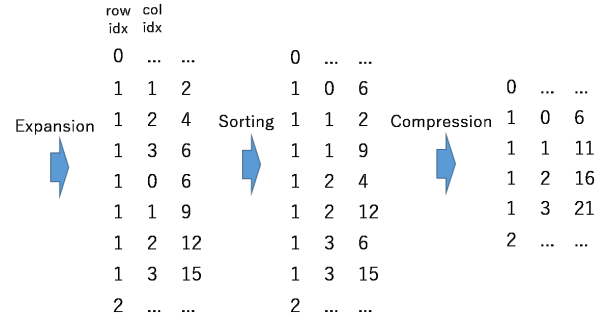 row col
idx idx
Expansion
0 ... ...
1 1 2
1 2 4
1 3 6
1 0 6
1 1 9
1 2 12
1 3 15
2 ... ...
Sorting
0 ... ...
1 0 6
1 1 2
1 1 9
1 2 4
1 2 12
1 3 6
1 3 15
2 ... ...
Compression
0 ... ...
1 0 6
1 1 11
1 2 16
1 3 21
2 ... ...